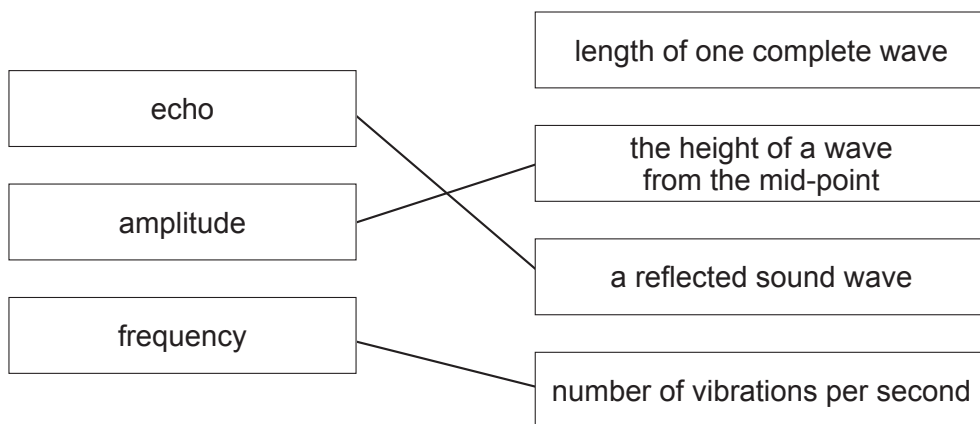 echo
amplitude
frequency
length of one complete wave
the height of a wave
from the mid-point
a reflected sound wave
number of vibrations per second